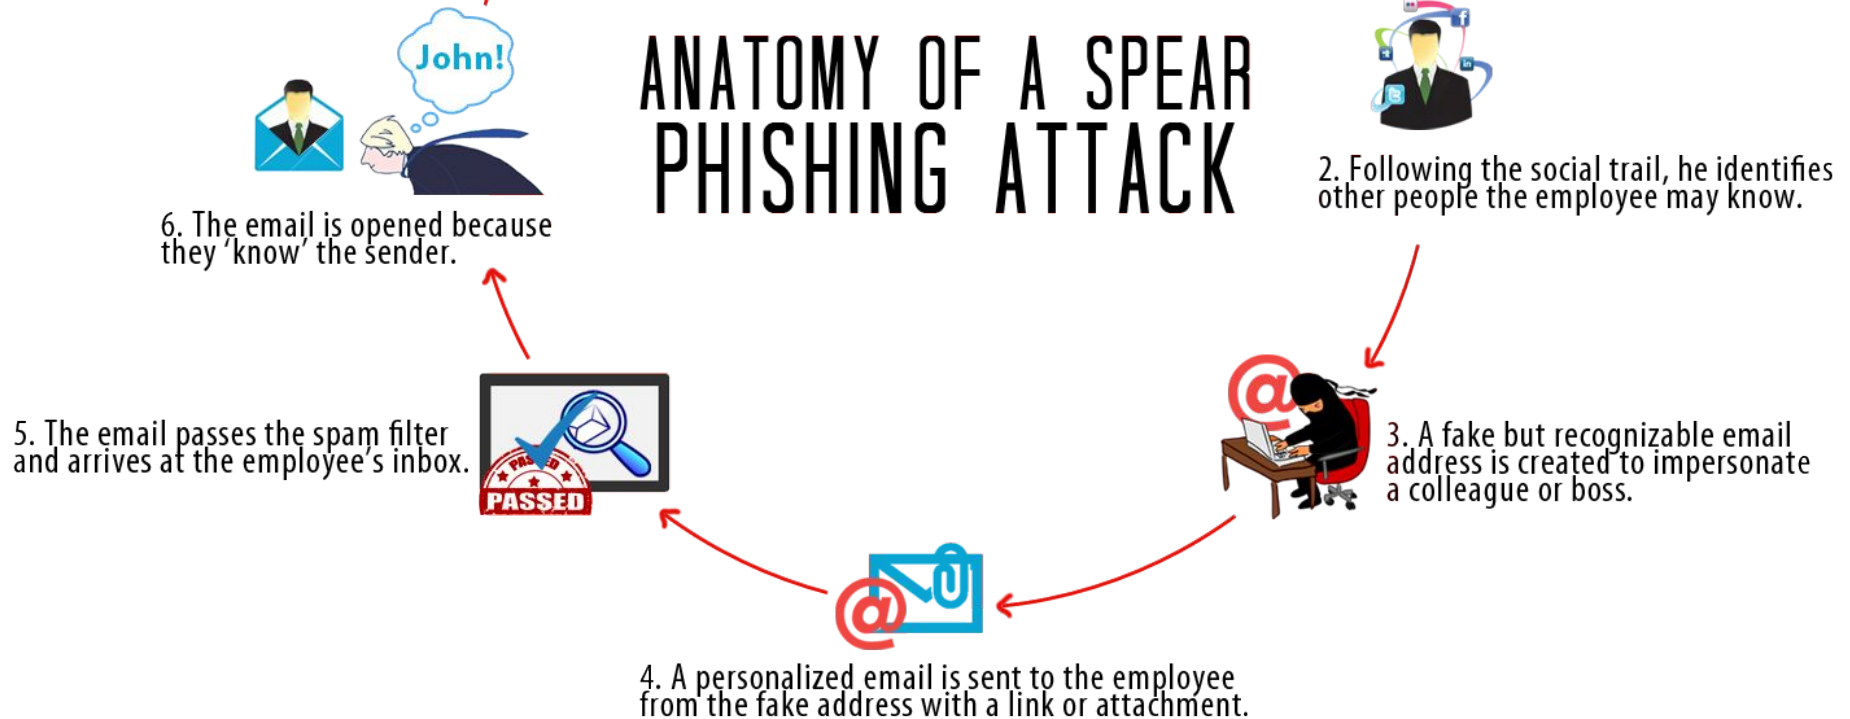 ANATOMY OF A SPEAR
PHISHING ATTACK
2. Following the social trail, he identifies
other people the employee may know.
3. A fake but recognizable email
address is created to impersonate
a colleague or boss.
@
4. A personalized email is sent to the employee
from the fake address with a link or attachment.
@
5. The email passes the spam filter
and arrives at the employee's inbox.
PASSED
PASSED
6. The email is opened because
they ‘know’ the sender.
John!
f
in